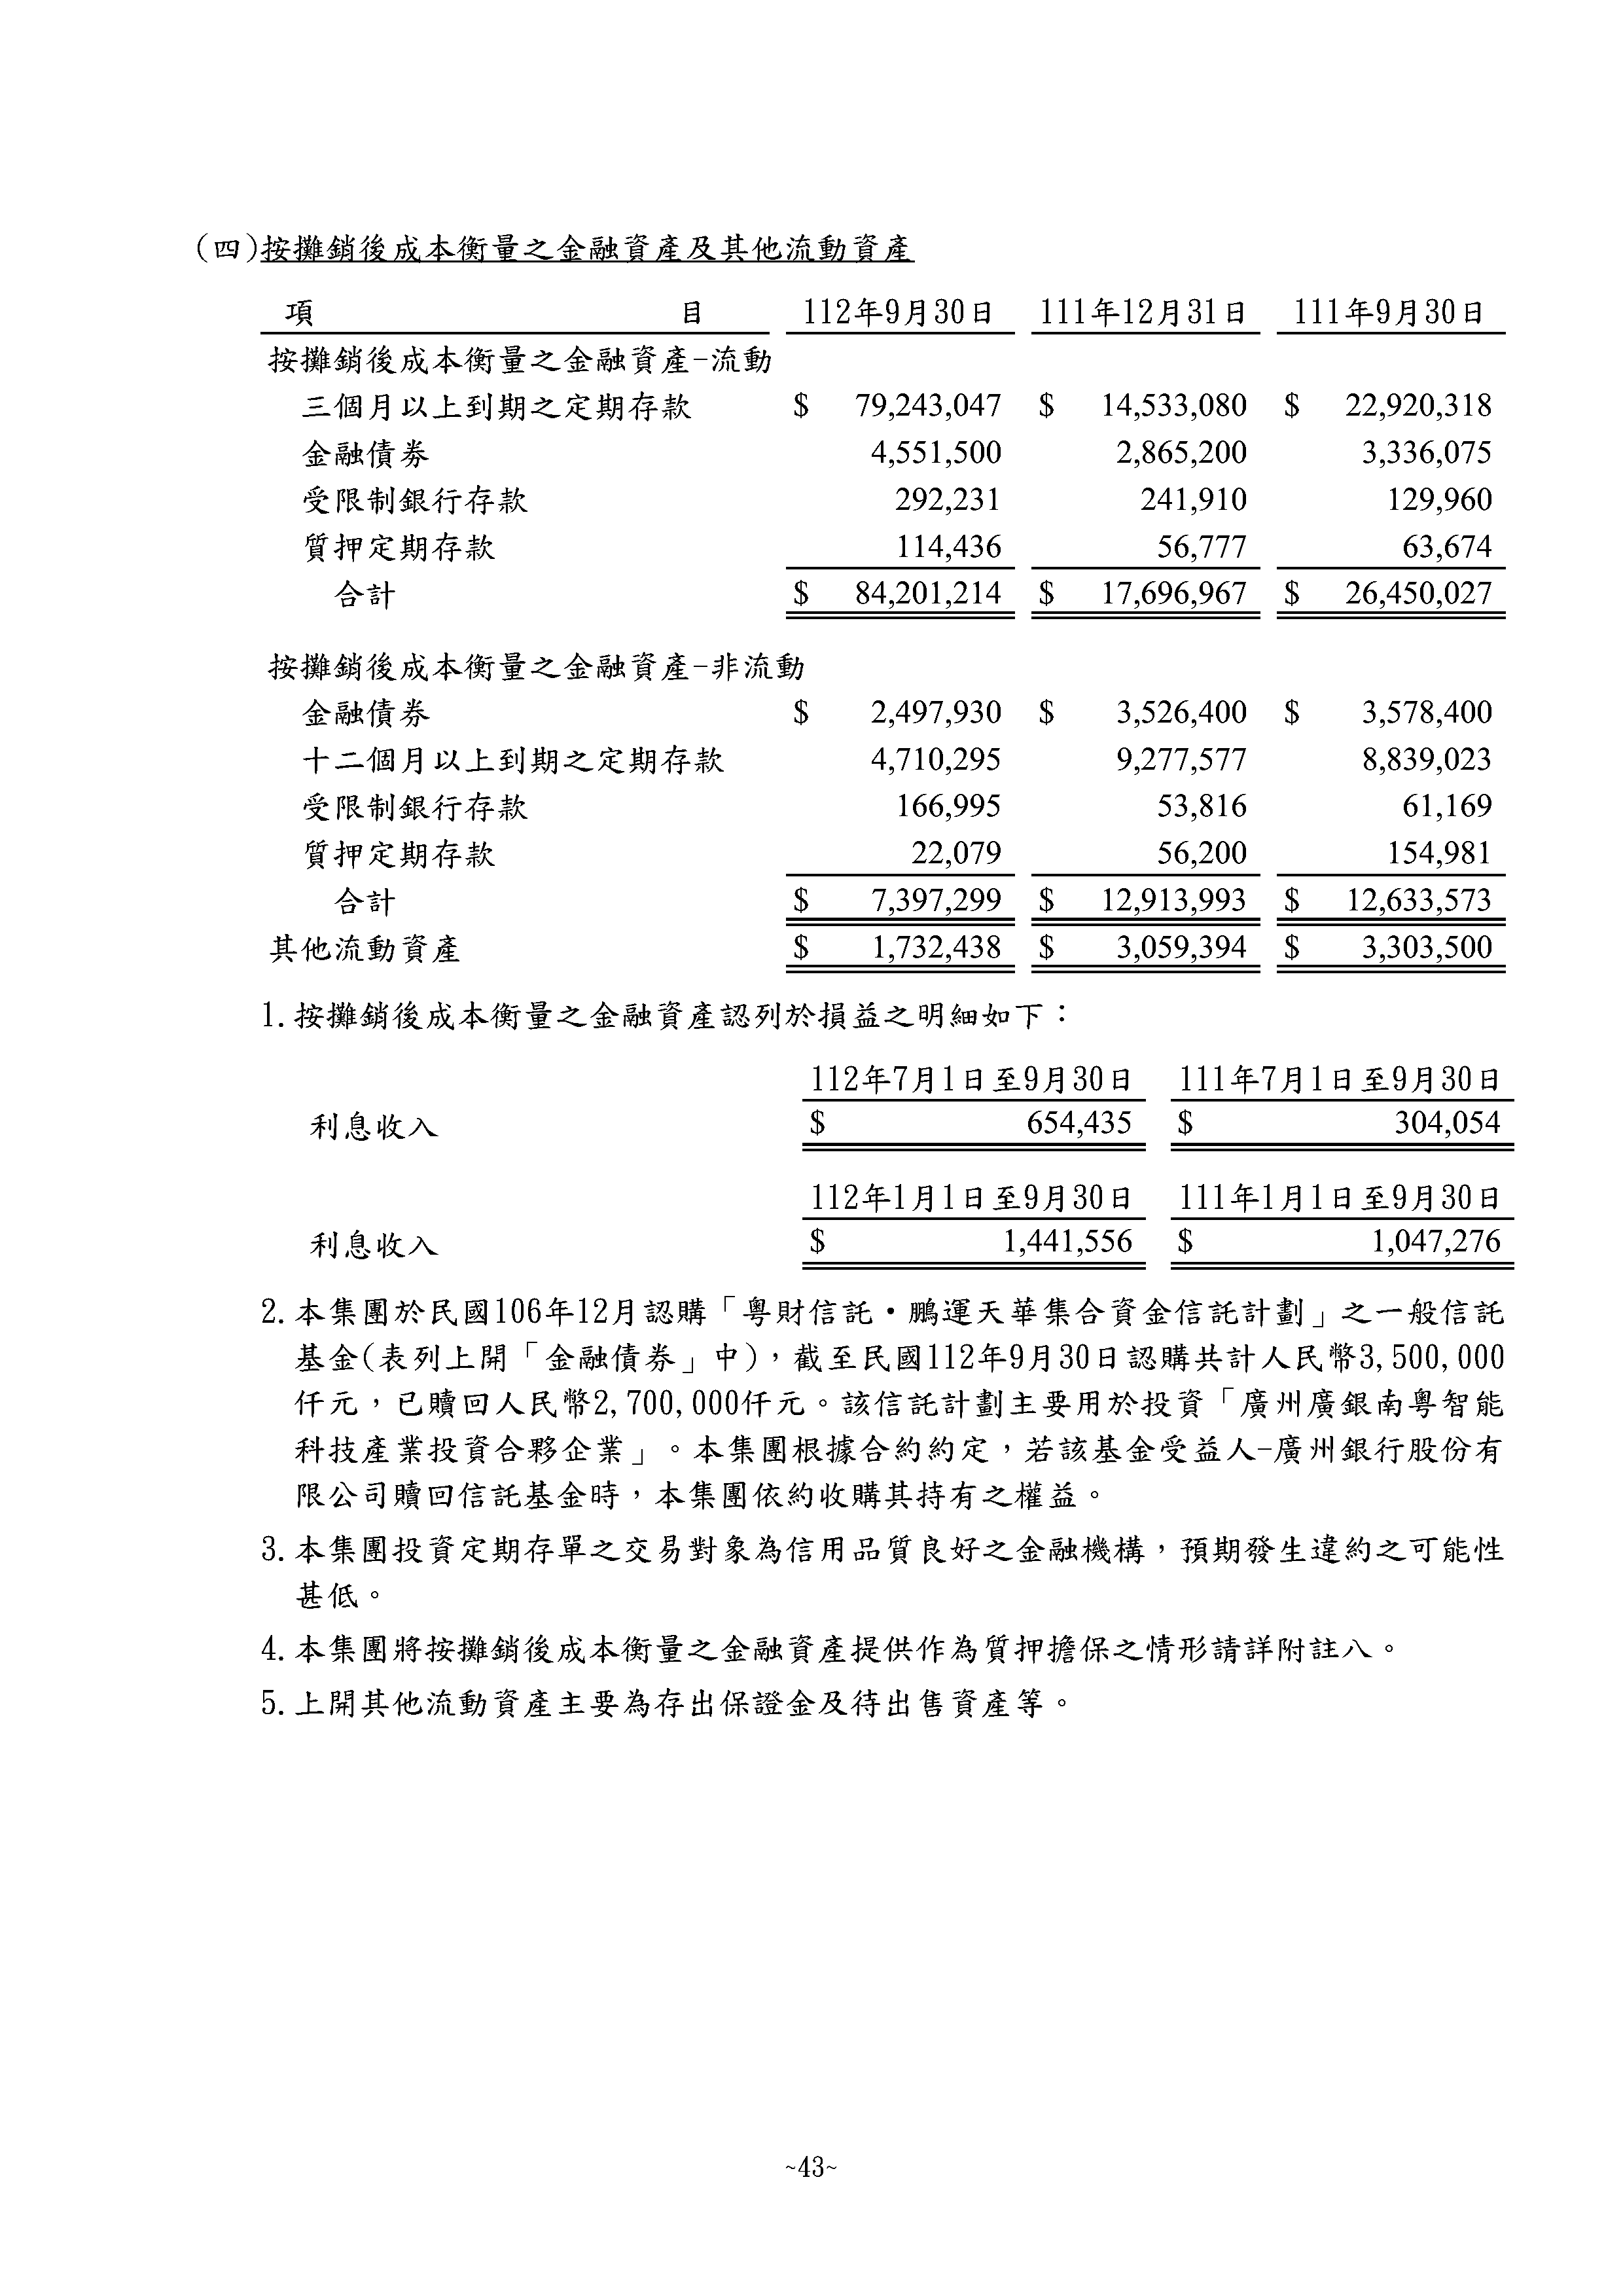 (四)按攤銷後成本衡量之金融資產及其他流動資產
項 目 112年9月30日 111年12月31日 111年9月30日
按攤銷後成本衡量之金融資產-流動
三個月以上到期之定期存款 $ 79,243,047 $ 14,533,080 $ 22,920,318
金融債券 4,551,500 2,865,200 3,336,075
受限制銀行存款 292,231 241,910 129,960
質押定期存款 114,436 56,777 63,674
合計 $ 84,201,214 $ 17,696,967 $ 26,450,027
按攤銷後成本衡量之金融資產-非流動
金融債券 $ 2,497,930 $ 3,526,400 $ 3,578,400
十二個月以上到期之定期存款 4,710,295 9,277,577 8,839,023
受限制銀行存款 166,995 53,816 61,169
質押定期存款 22,079 56,200 154,981
合計 $ 7,397,299 $ 12,913,993 $ 12,633,573
其他流動資產 $ 1,732,438 $ 3,059,394 $ 3,303,500
1.按攤銷後成本衡量之金融資產認列於損益之明細如下：
112年7月1日至9月30日 111年7月1日至9月30日
利息收入 $ 654,435 $ 304,054
112年1月1日至9月30日 111年1月1日至9月30日
利息收入 $ 1,441,556 $ 1,047,276
2.本集團於民國106年12月認購「粵財信託•鵬運天華集合資金信託計劃」之一般信託
基金(表列上開「金融債券」中)，截至民國112年9月30日認購共計人民幣3,500,000
仟元，已贖回人民幣2,700,000仟元。該信託計劃主要用於投資「廣州廣銀南粵智能
科技產業投資合夥企業」。本集團根據合約約定，若該基金受益人-廣州銀行股份有
限公司贖回信託基金時，本集團依約收購其持有之權益。
3.本集團投資定期存單之交易對象為信用品質良好之金融機構，預期發生違約之可能性
甚低。
4.本集團將按攤銷後成本衡量之金融資產提供作為質押擔保之情形請詳附註八。
5.上開其他流動資產主要為存出保證金及待出售資產等。
~43~